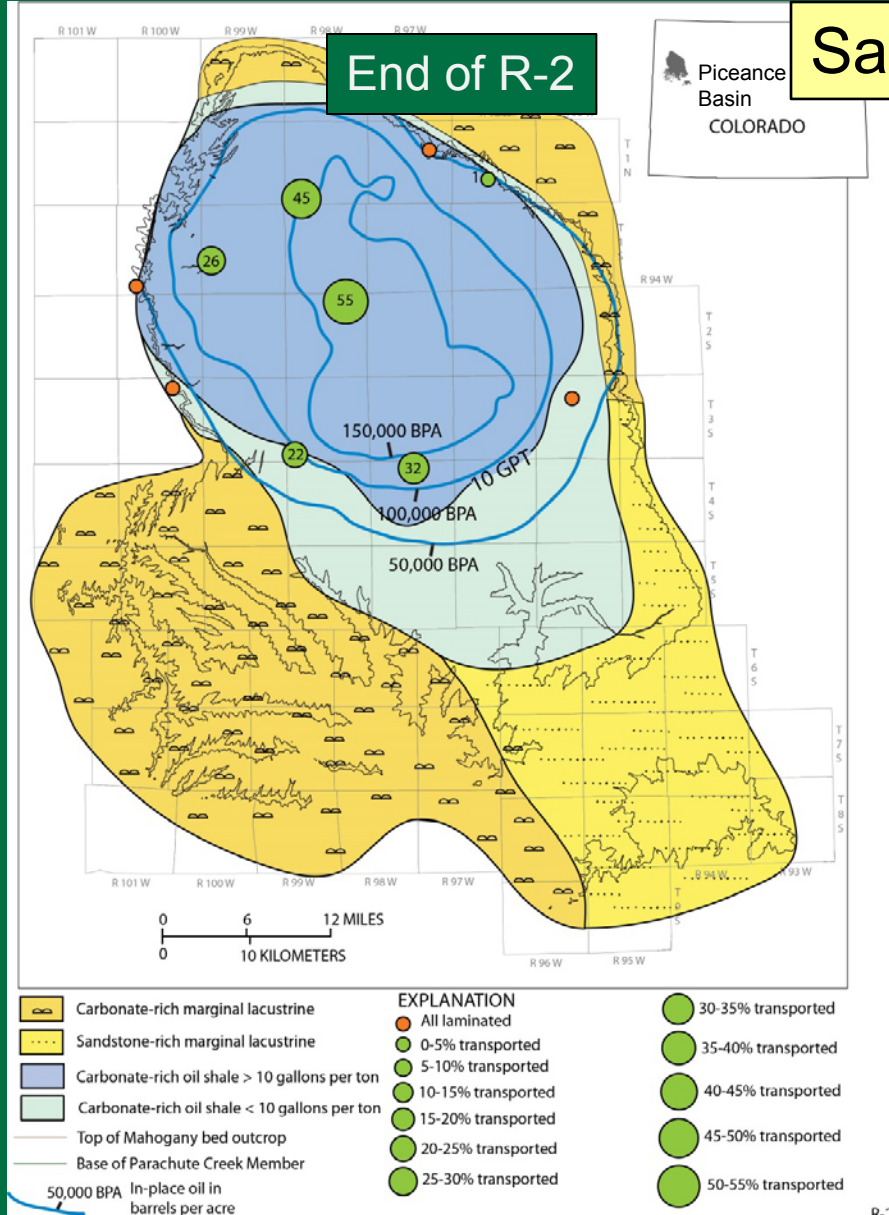 R 101 W
R 100 W
R 99 W
R 98 W
R 97 W
End of R-2
Sa
Piceance
Basin
COLORADO
T
1
N
R 94 W
T
2
S
T
3
S
T
4
S
T
5
S
T
6
S
T
7
S
T
8
S
T
9
S
1
45
26
55
22
32
150,000 BPA
10 GPT
100,000 BPA
50,000 BPA
R 101 W
R 100 W
R 99 W
R 98 W
R 97 W
R 94 W
R 93 W
R 96 W
R 95 W
0 6 12 MILES
0 10 KILOMETERS
EXPLANATION
Carbonate-rich marginal lacustrine
Sandstone-rich marginal lacustrine
Carbonate-rich oil shale > 10 gallons per ton
Carbonate-rich oil shale < 10 gallons per ton
Top of Mahogany bed outcrop
Base of Parachute Creek Member
50,000 BPA In-place oil in
barrels per acre
All laminated
0-5% transported
5-10% transported
10-15% transported
15-20% transported
20-25% transported
25-30% transported
30-35% transported
35-40% transported
40-45% transported
45-50% transported
50-55% transported